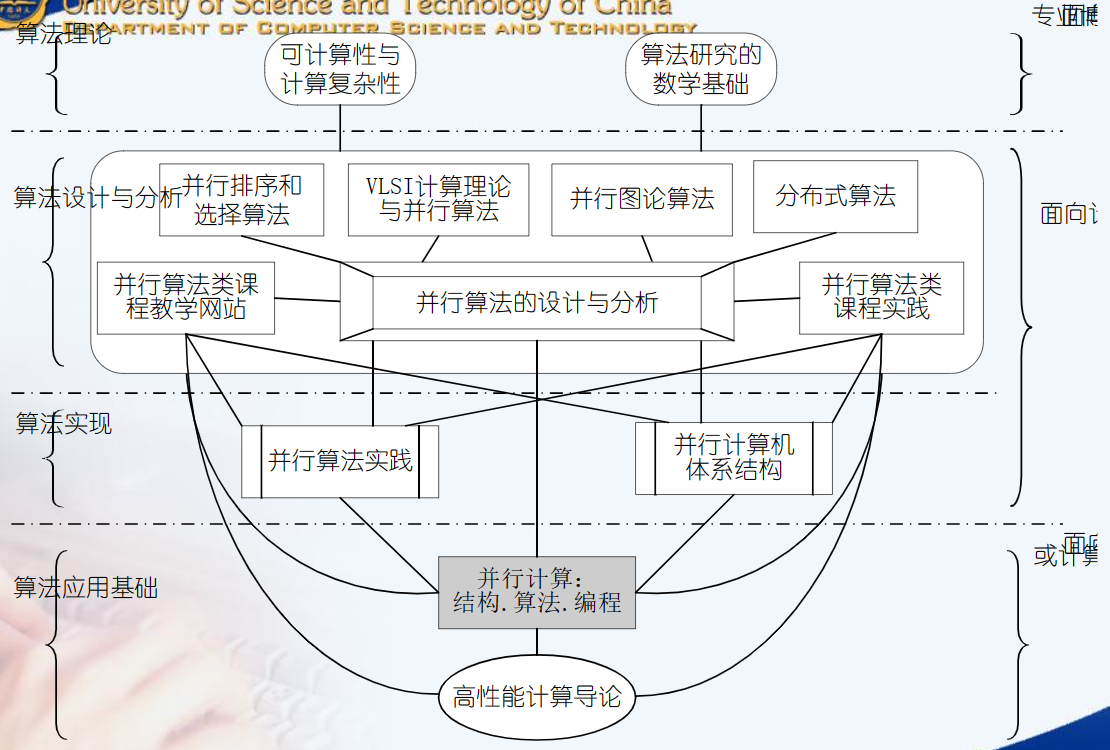 University of Science and Technology of China
DEPARTMENT OF COMPUTER SCIENCE AND TECHNOLOGY
算法理论
可计算性与
计算复杂性
算法研究的
数学基础
专业
面
算法设计与分析
并行排序和
选择算法
VLSI计算理论
与并行算法
并行图论算法
分布式算法
面向
并行算法类课
程教学网站
并行算法的设计与分析
并行算法类
课程实践
算法实现
并行算法实践
并行计算机
体系结构
面
或计算
算法应用基础
并行计算:
结构.算法.编程
高性能计算导论